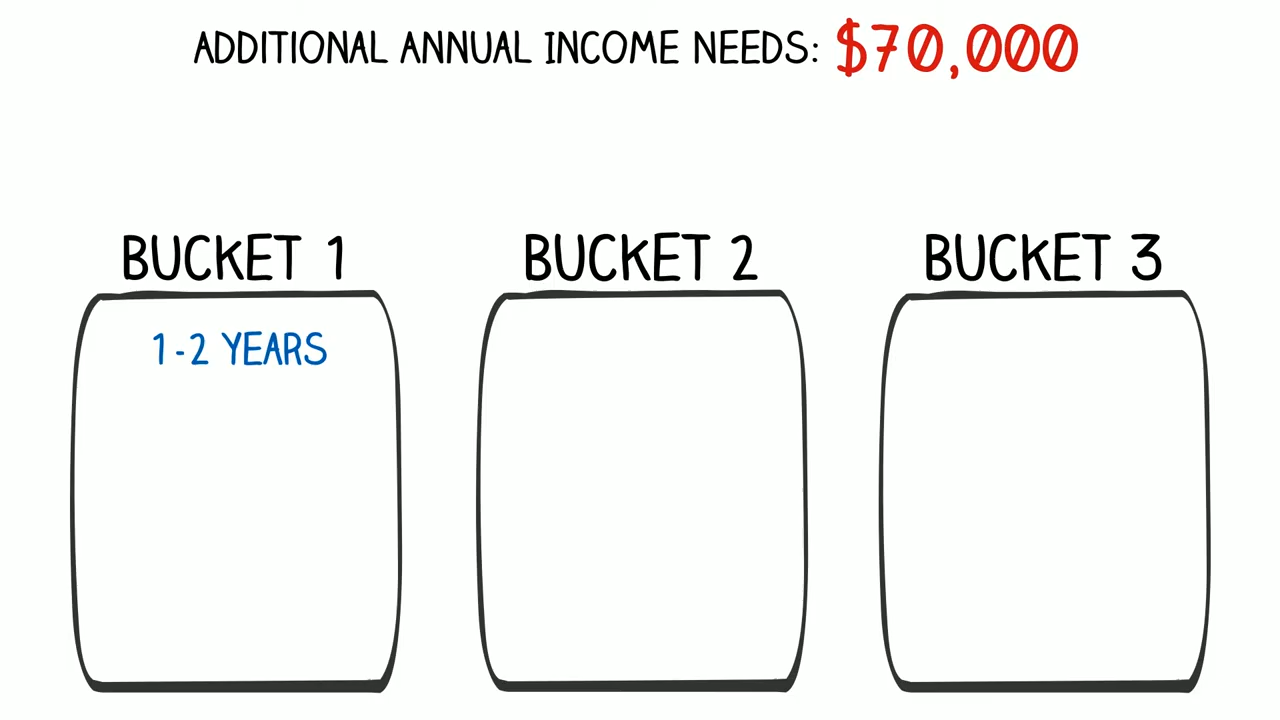 ADDITIONAL ANNUAL INCOME NEEDS: $70,000
BUCKET 1
BUCKET 2
BUCKET 3
1-2 YEARS